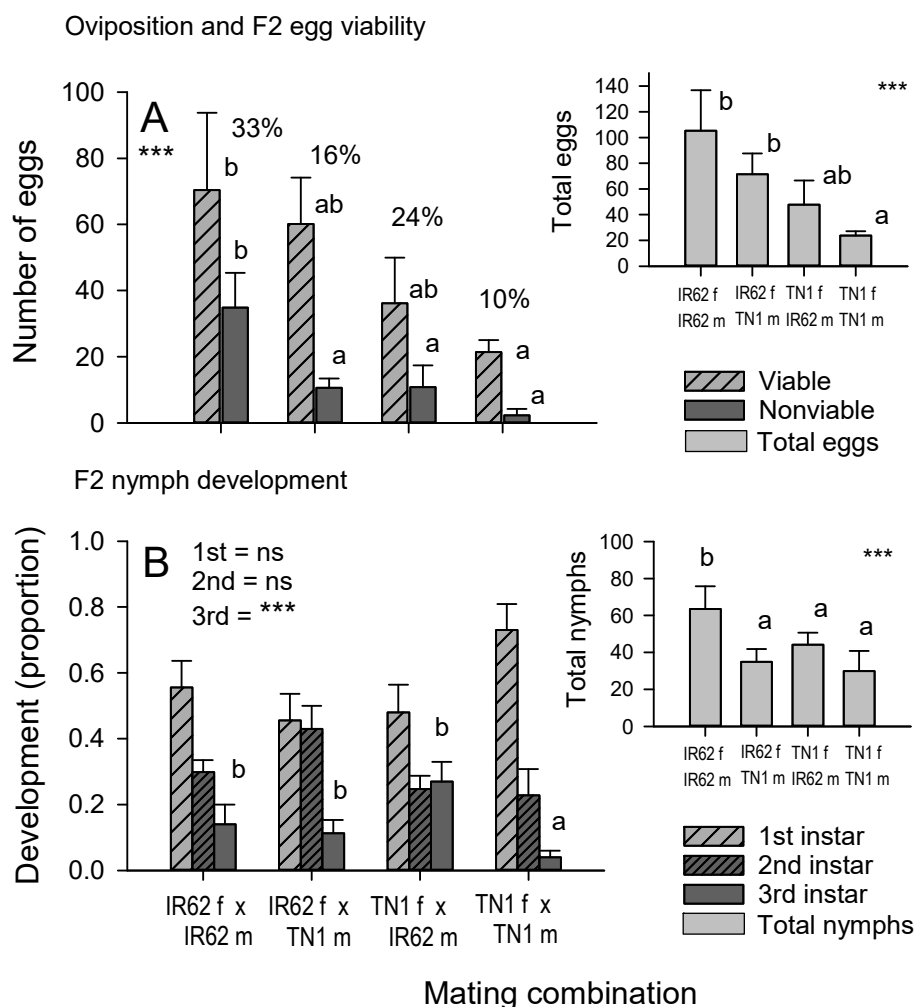 Oviposition and F2 egg viability
A
***
Number of eggs
100
80
60
40
20
0
33%
16%
24%
10%
b
b
ab
a
ab
a
a
a
Total eggs
140
120
100
80
60
40
20
0
***
b
b
ab
a
IR62 f IR62 f TN1 f TN1 f
IR62 m TN1 m IR62 m TN1 m
Viable
Nonviable
Total eggs
F2 nymph development
B
1st = ns
2nd = ns
3rd = ***
Development (proportion)
1.0
0.8
0.6
0.4
0.2
0.0
b
b
b
a
IR62 f x IR62 f x TN1 f x TN1 f x
IR62 m TN1 m IR62 m TN1 m
Total nymphs
100
80
60
40
20
0
***
b
a
a
a
IR62 f IR62 f TN1 f TN1 f
IR62 m TN1 m IR62 m TN1 m
1st instar
2nd instar
3rd instar
Total nymphs
Mating combination